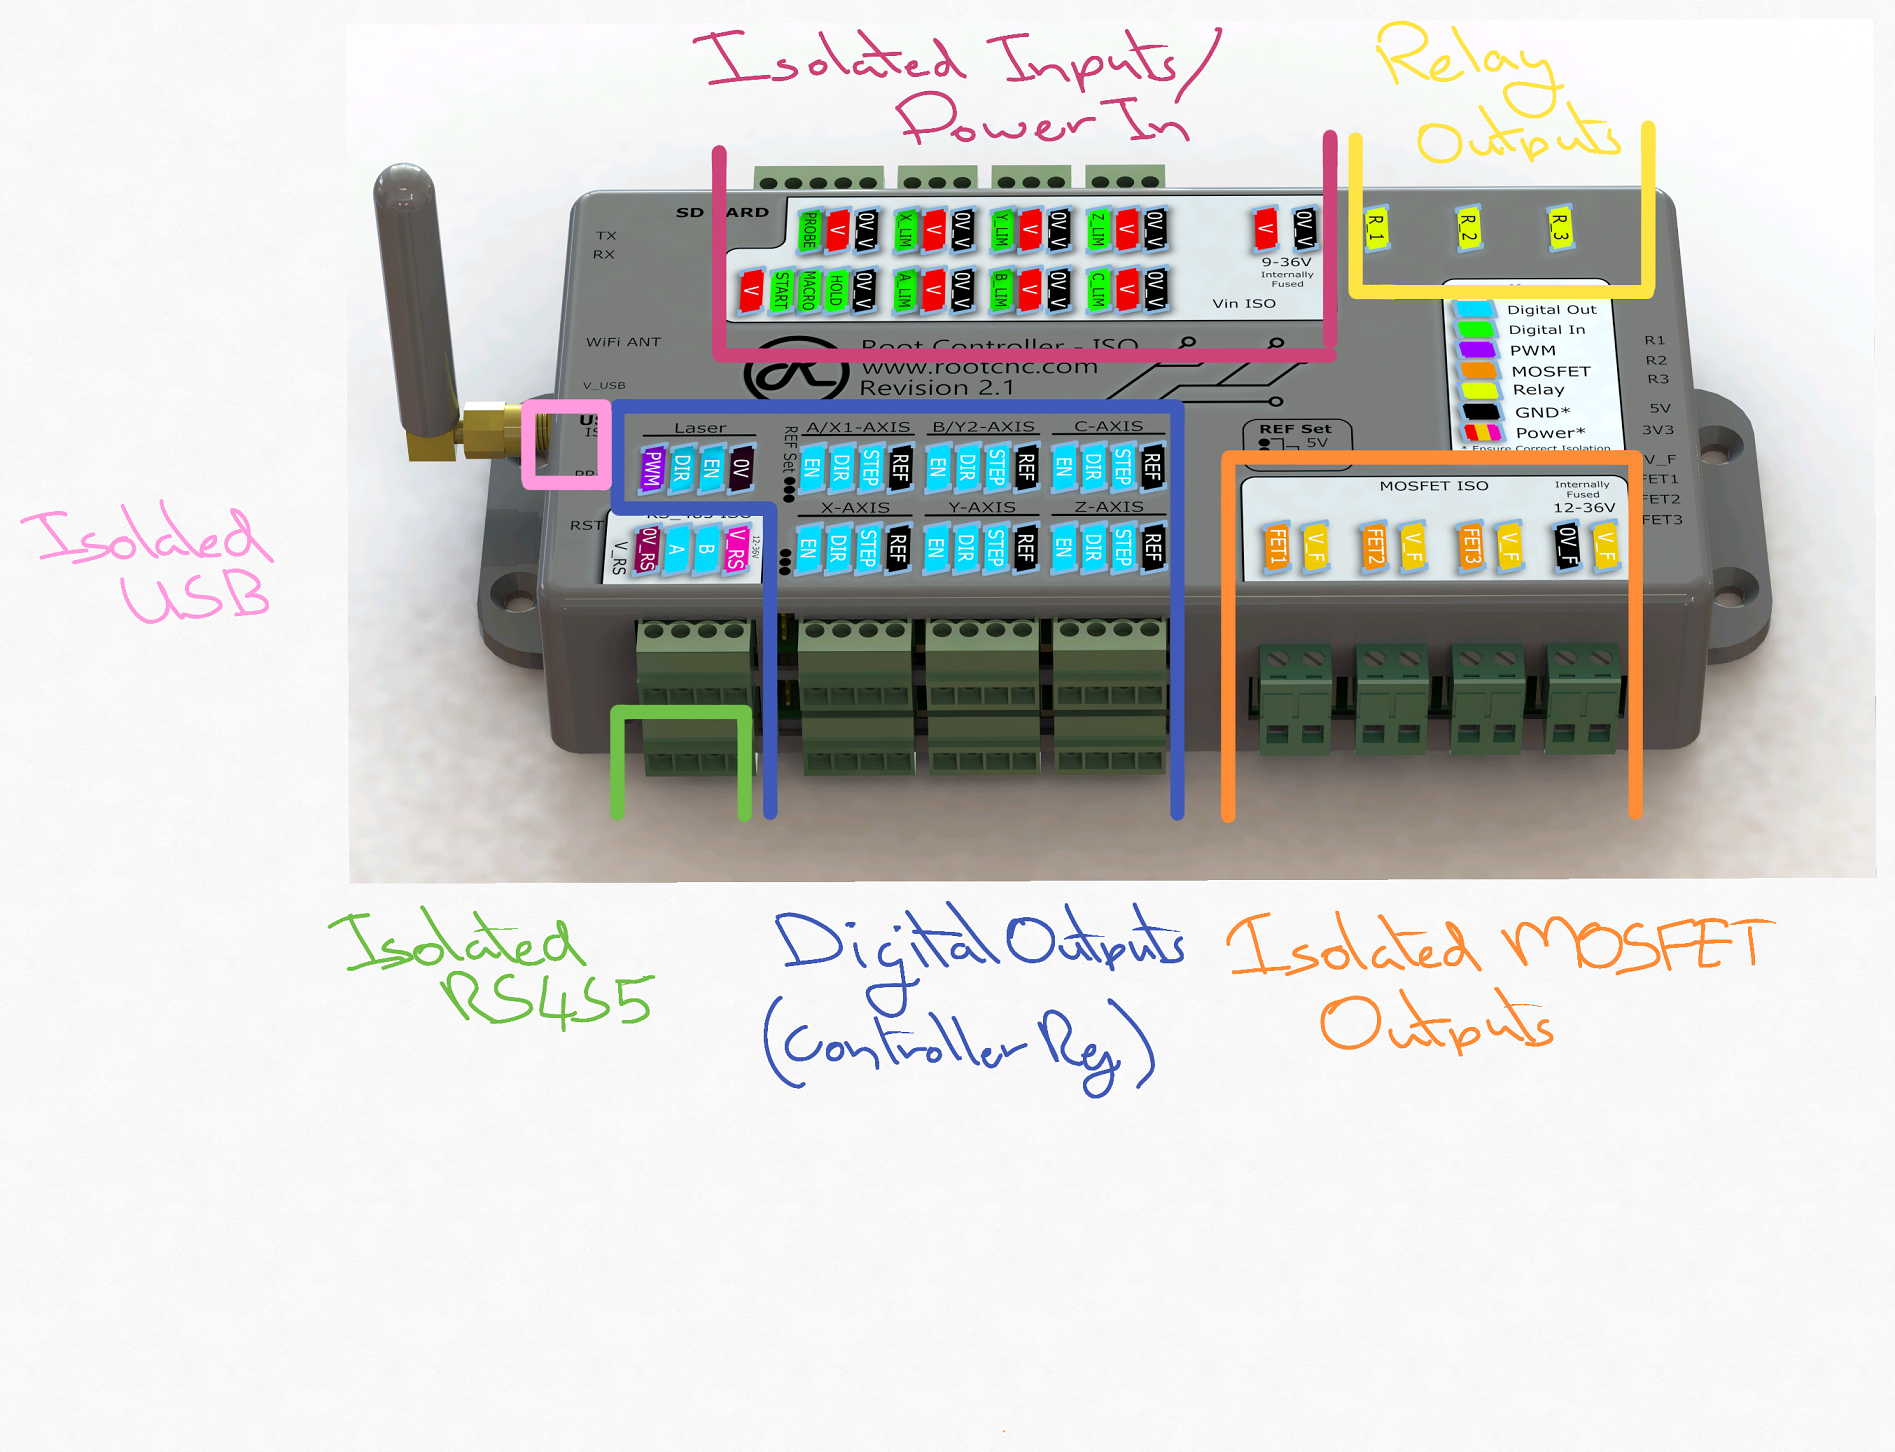 Isolated Inputs/
Power In
Relay
Outputs
SD CARD
TX
RX
PROBE V 0V_V X_LIM V 0V_V Y_LIM V 0V_V Z_LIM V 0V_V V 0V_V
9-36V
Internally
Fused
V START MACRO HOLD 0V_V A_LIM V 0V_V B_LIM V 0V_V C_LIM V 0V_V
Vin ISO
R_1 R_2 R_3
Digital Out
Digital In
PWM
MOSFET
Relay
GND*
Power*
* Ensure Correct Isolation
R1
R2
R3
5V
3V3
V_F
FET1
FET2
FET3
WiFi ANT
V_USB
Root Controller - ISO
www.rootcnc.com
Revision 2.1
REF Set
5V
Laser
PWM DIR EN 0V
REF Set
A/X1-AXIS B/Y2-AXIS C-AXIS
EN DIR STEP REF EN DIR STEP REF EN DIR STEP REF
X-AXIS Y-AXIS Z-AXIS
EN DIR STEP REF EN DIR STEP REF EN DIR STEP REF
RST
RS_485 ISO
V_RS
0V_RS A B V_RS
12-36V
MOSFET ISO
Internally
Fused
12-36V
FET1 V_F FET2 V_F FET3 V_F 0V_F V_F
Isolated
USB
Isolated
RS485
Digital Outputs
(Controller Reg)
Isolated MOSFET
Outputs